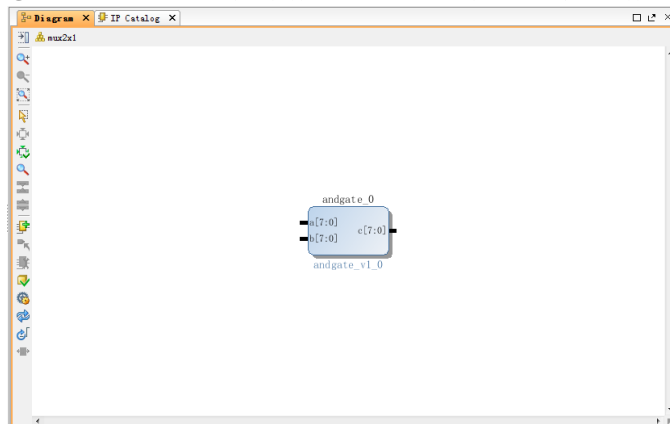 Diagram X IP Catalog X
mux2x1
andgate_0
a[7:0]
b[7:0]
c[7:0]
andgate_v1_0